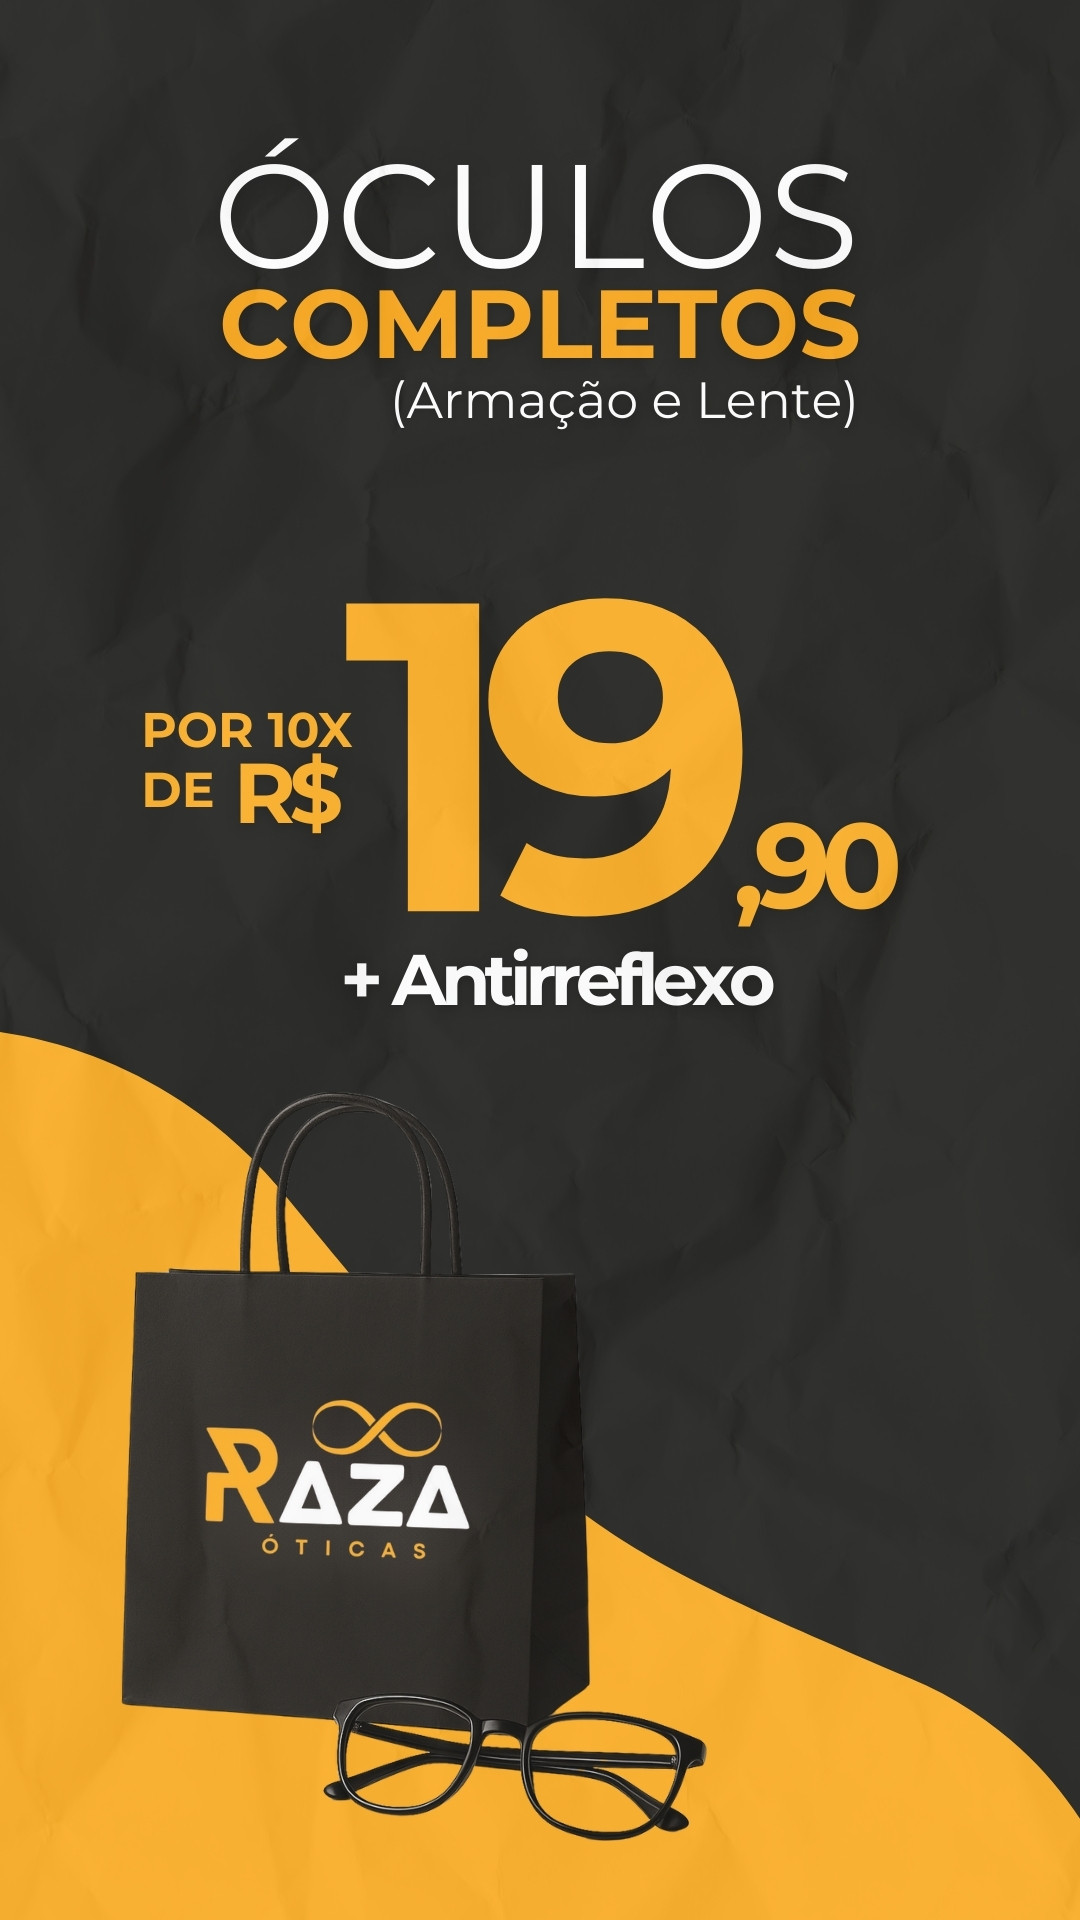 ÓCULOS
COMPLETOS
(Armação e Lente)
POR 10X
DE R$ 19,90
+ Antirreflexo
RAZA
ÓTICAS